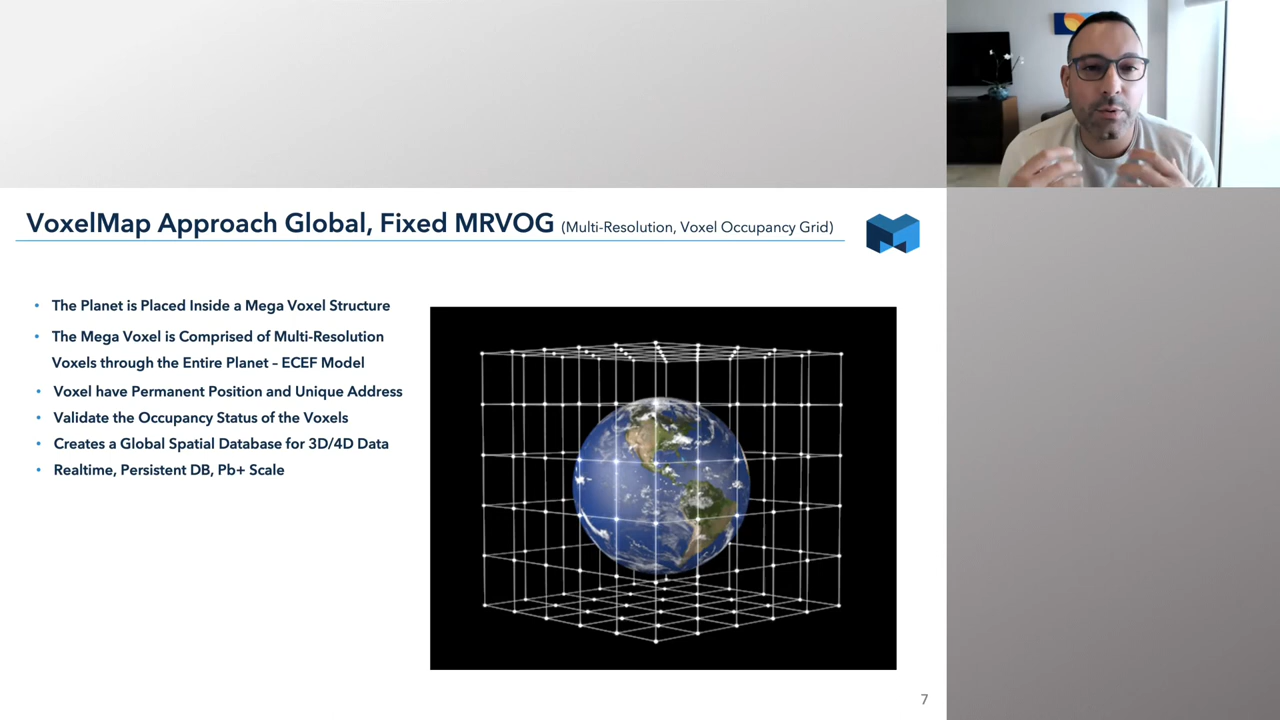 VoxelMap Approach Global, Fixed MRVOG (Multi-Resolution, Voxel Occupancy Grid)
• The Planet is Placed Inside a Mega Voxel Structure
• The Mega Voxel is Comprised of Multi-Resolution
Voxels through the Entire Planet – ECEF Model
• Voxel have Permanent Position and Unique Address
• Validate the Occupancy Status of the Voxels
• Creates a Global Spatial Database for 3D/4D Data
• Realtime, Persistent DB, Pb+ Scale
7